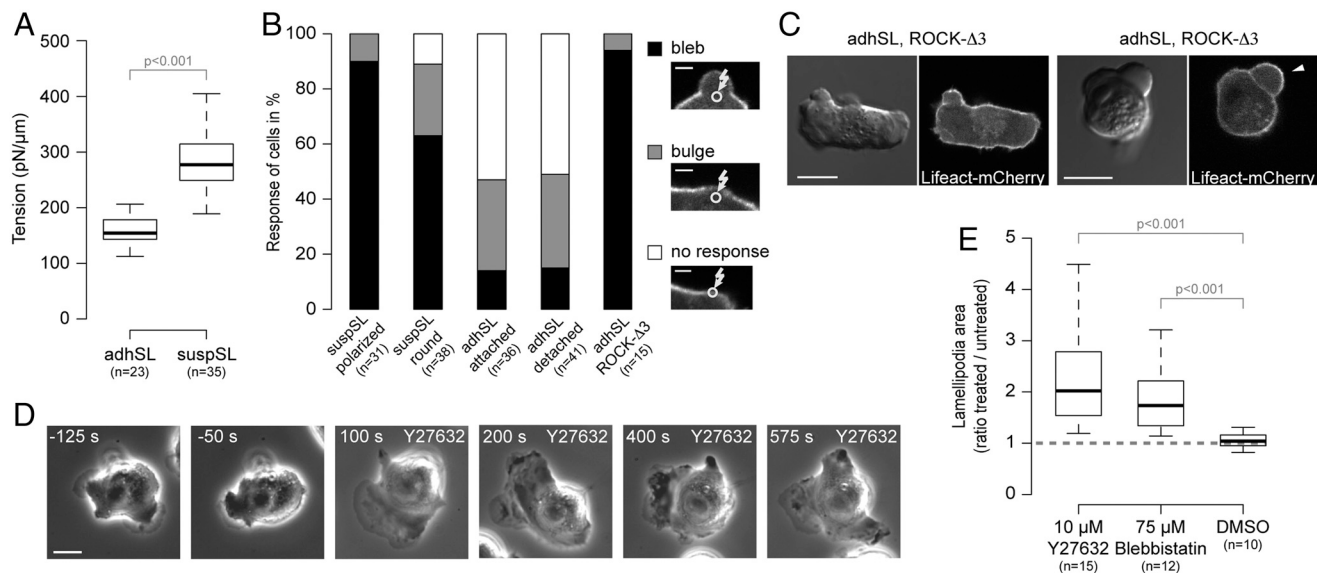 A
500
400
300
200
100
0
Tension (pN/µm)
p<0.001
adhSL
(n=23)
suspSL
(n=35)
B
100
80
60
40
20
0
Response of cells in %
suspSL
polarized
(n=31)
suspSL
round
(n=38)
adhSL
attached
(n=36)
adhSL
detached
(n=41)
adhSL
ROCK-Δ3
(n=15)
bleb
bulge
no response
C
adhSL, ROCK-Δ3
Lifeact-mCherry
adhSL, ROCK-Δ3
Lifeact-mCherry
D
-125 s
-50 s
100 s Y27632
200 s Y27632
400 s Y27632
575 s Y27632
E
5
4
3
2
1
0
Lamellipodia area
(ratio treated / untreated)
p<0.001
p<0.001
10 µM
Y27632
(n=15)
75 µM
Blebbistatin
(n=12)
DMSO
(n=10)